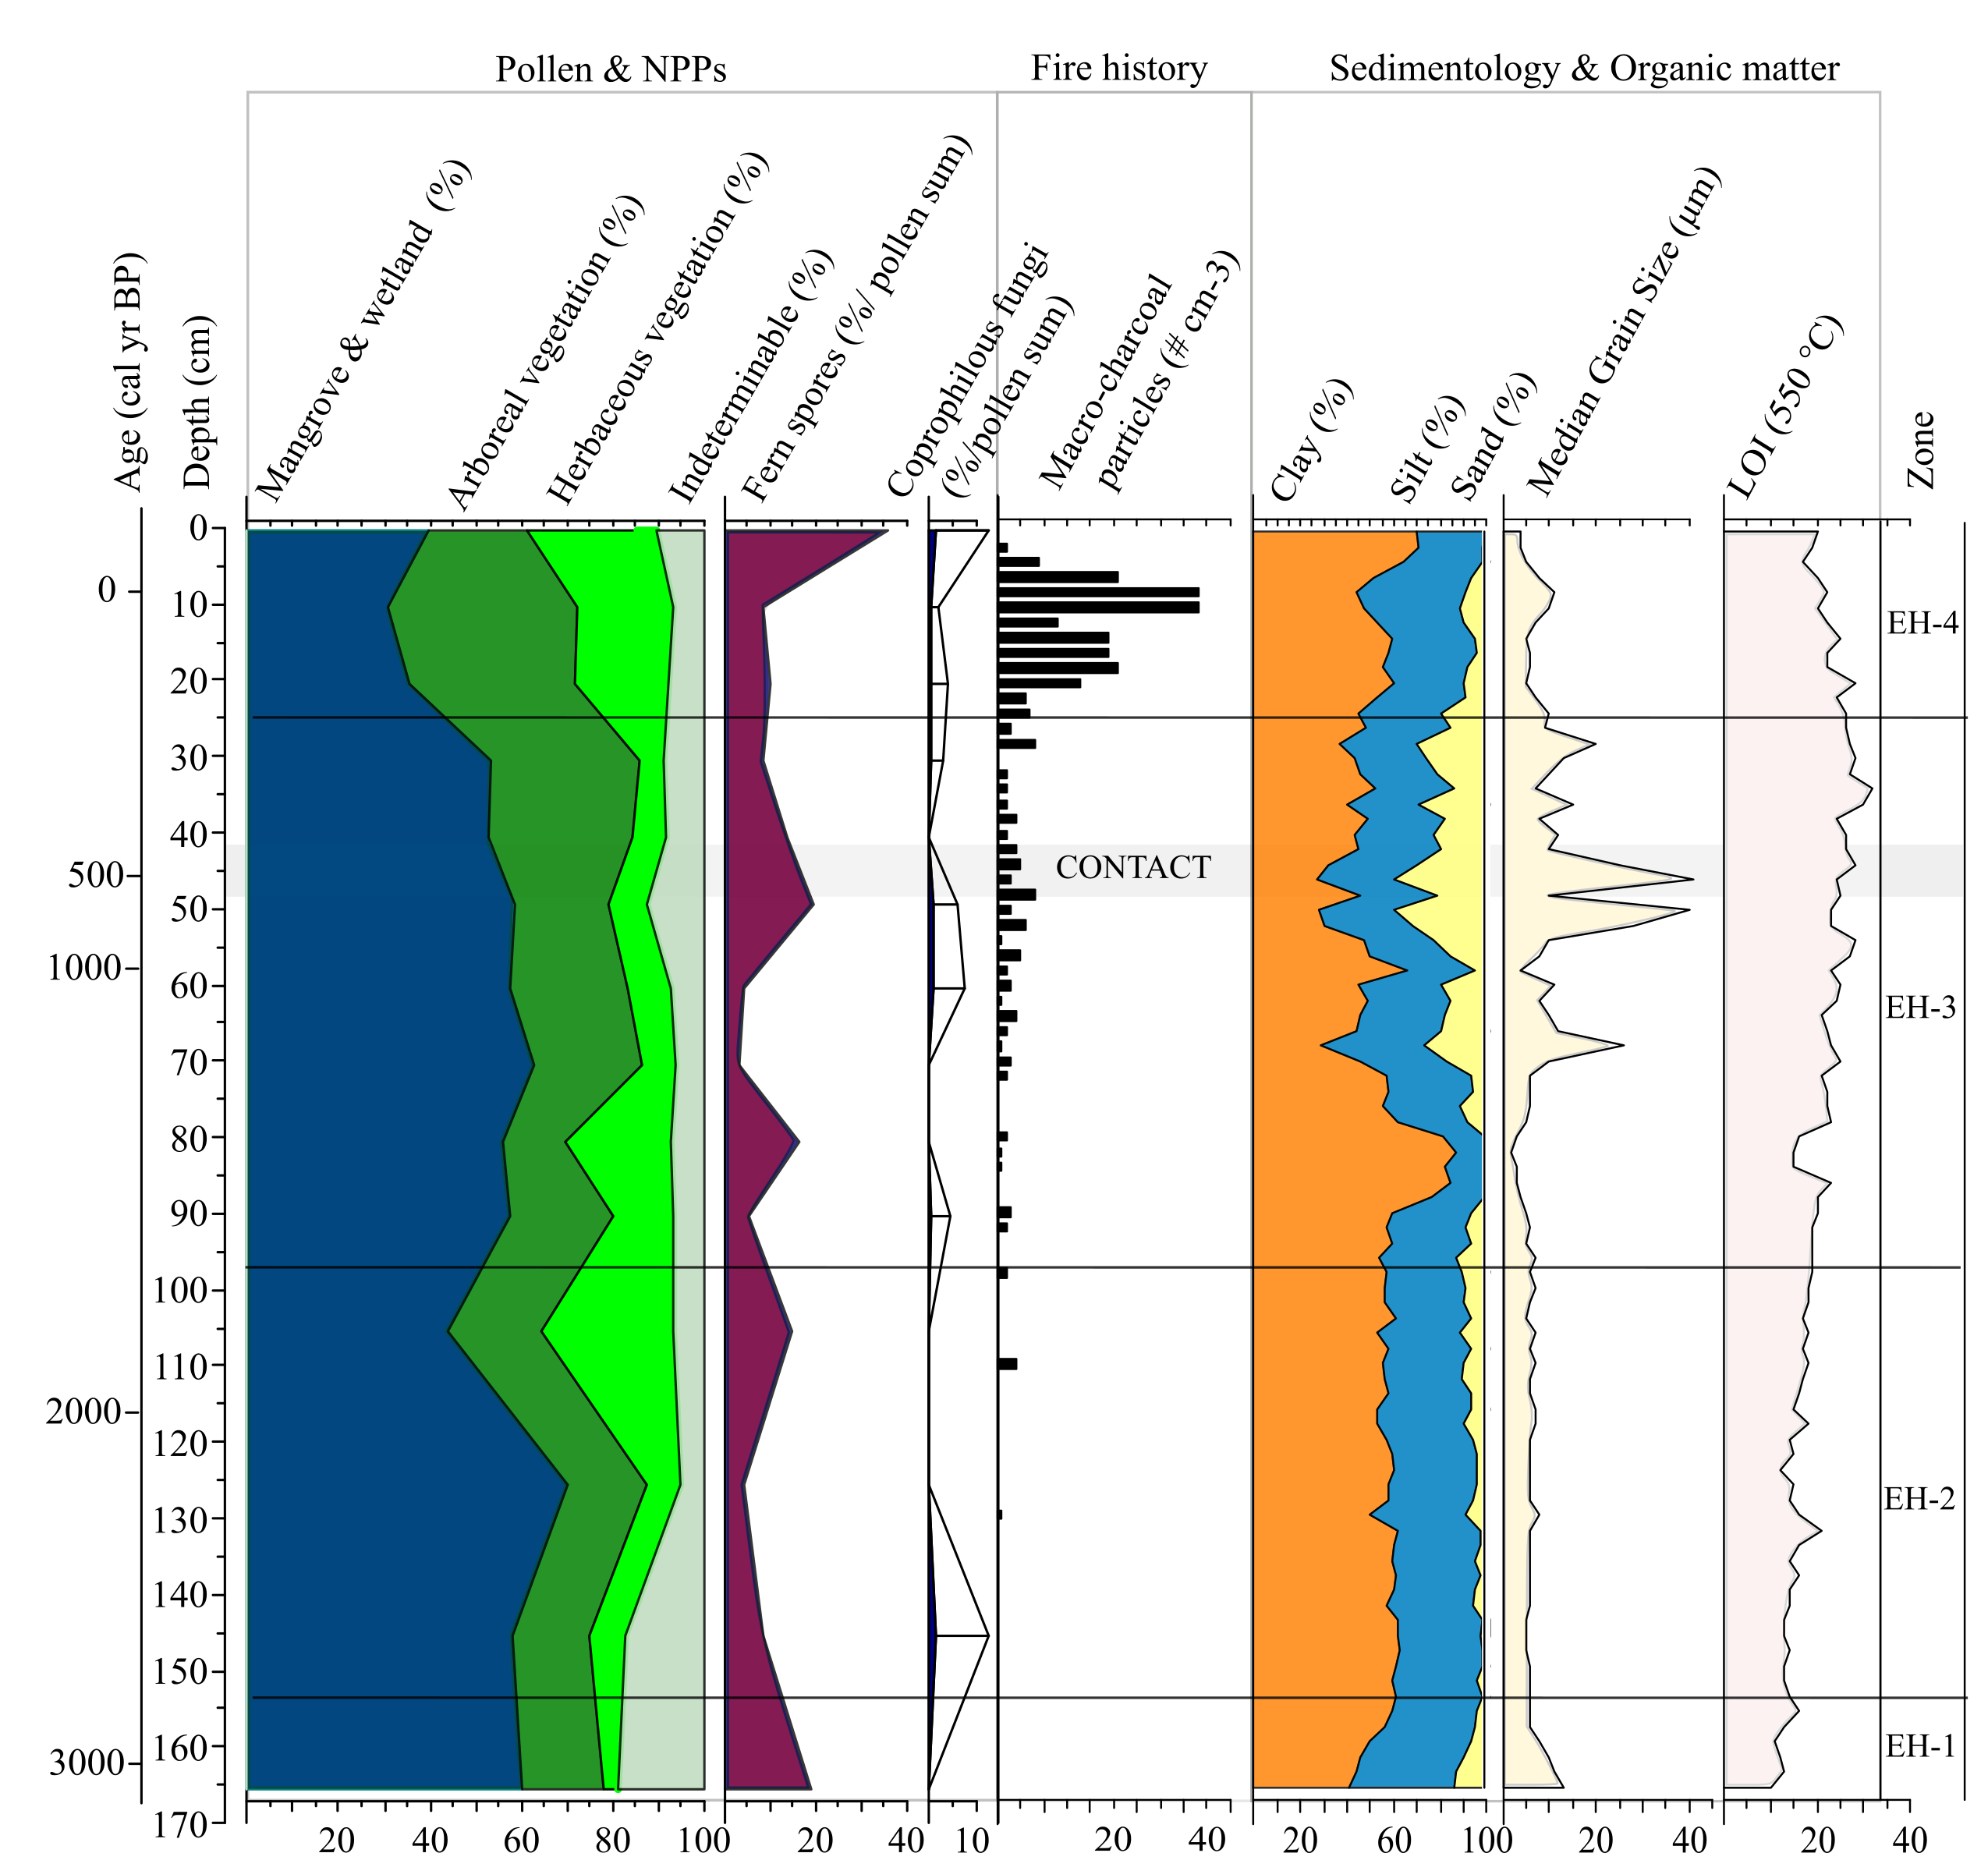 Pollen & NPPs
Fire history
Sedimentology & Organic matter
Age (cal yr BP)
Depth (cm)
Mangrove & wetland (%)
Arboreal vegetation (%)
Herbaceous vegetation (%)
Indeterminable (%)
Fern spores (%/ pollen sum)
Coprophilous fungi
(%/pollen sum)
Macro-charcoal
particles (# cm-3)
Clay (%)
Silt (%)
Sand (%)
Median Grain Size (µm)
LOI (550 °C)
Zone
0
500
1000
2000
3000
0
10
20
30
40
50
60
70
80
90
100
110
120
130
140
150
160
170
CONTACT
EH-4
EH-3
EH-2
EH-1
20 40 60 80 100 20 40 10 20 40 20 60 100 20 40 20 40